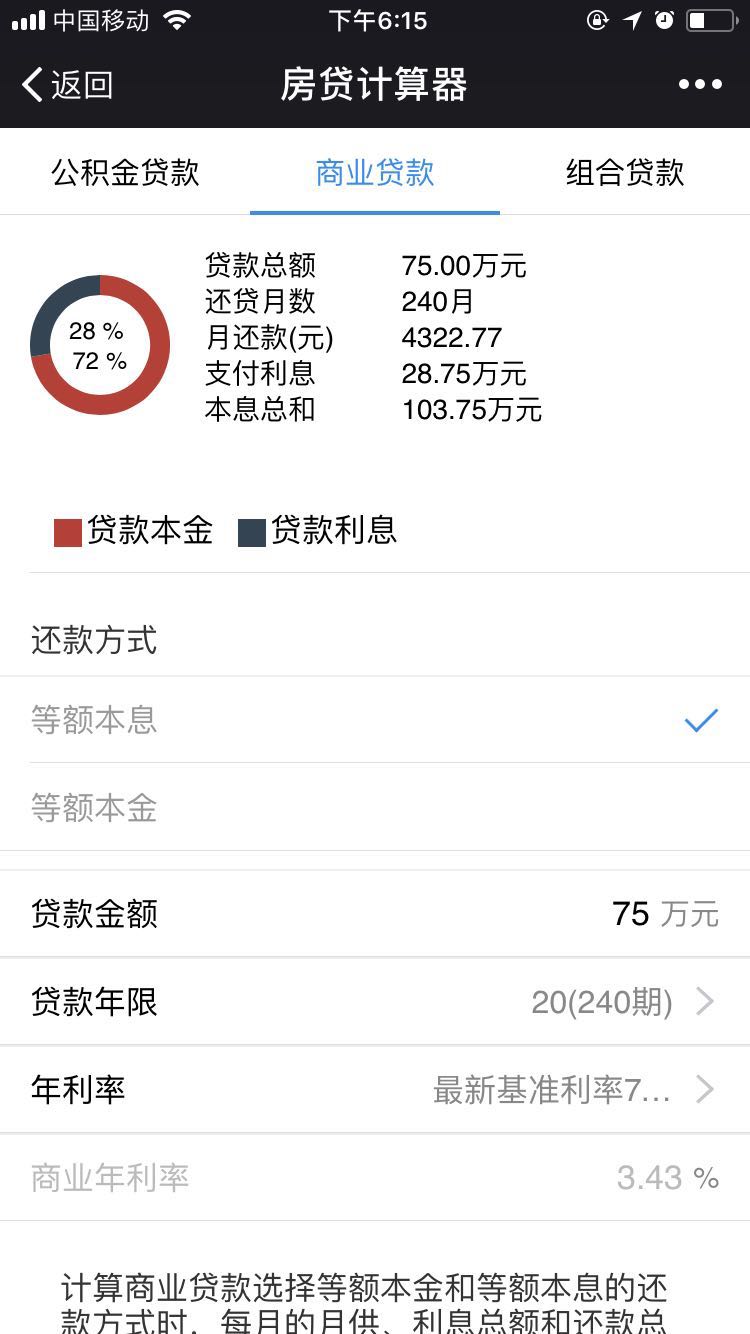 中国移动 下午6:15
返回 房贷计算器
公积金贷款 商业贷款 组合贷款
28 %
72 %
贷款总额 75.00万元
还贷月数 240月
月还款(元) 4322.77
支付利息 28.75万元
本息总和 103.75万元
贷款本金 贷款利息
还款方式
等额本息
等额本金
贷款金额 75 万元
贷款年限 20(240期)
年利率 最新基准利率7...
商业年利率 3.43 %
计算商业贷款选择等额本金和等额本息的还
款方式时，每月的月供、利息总额和还款总